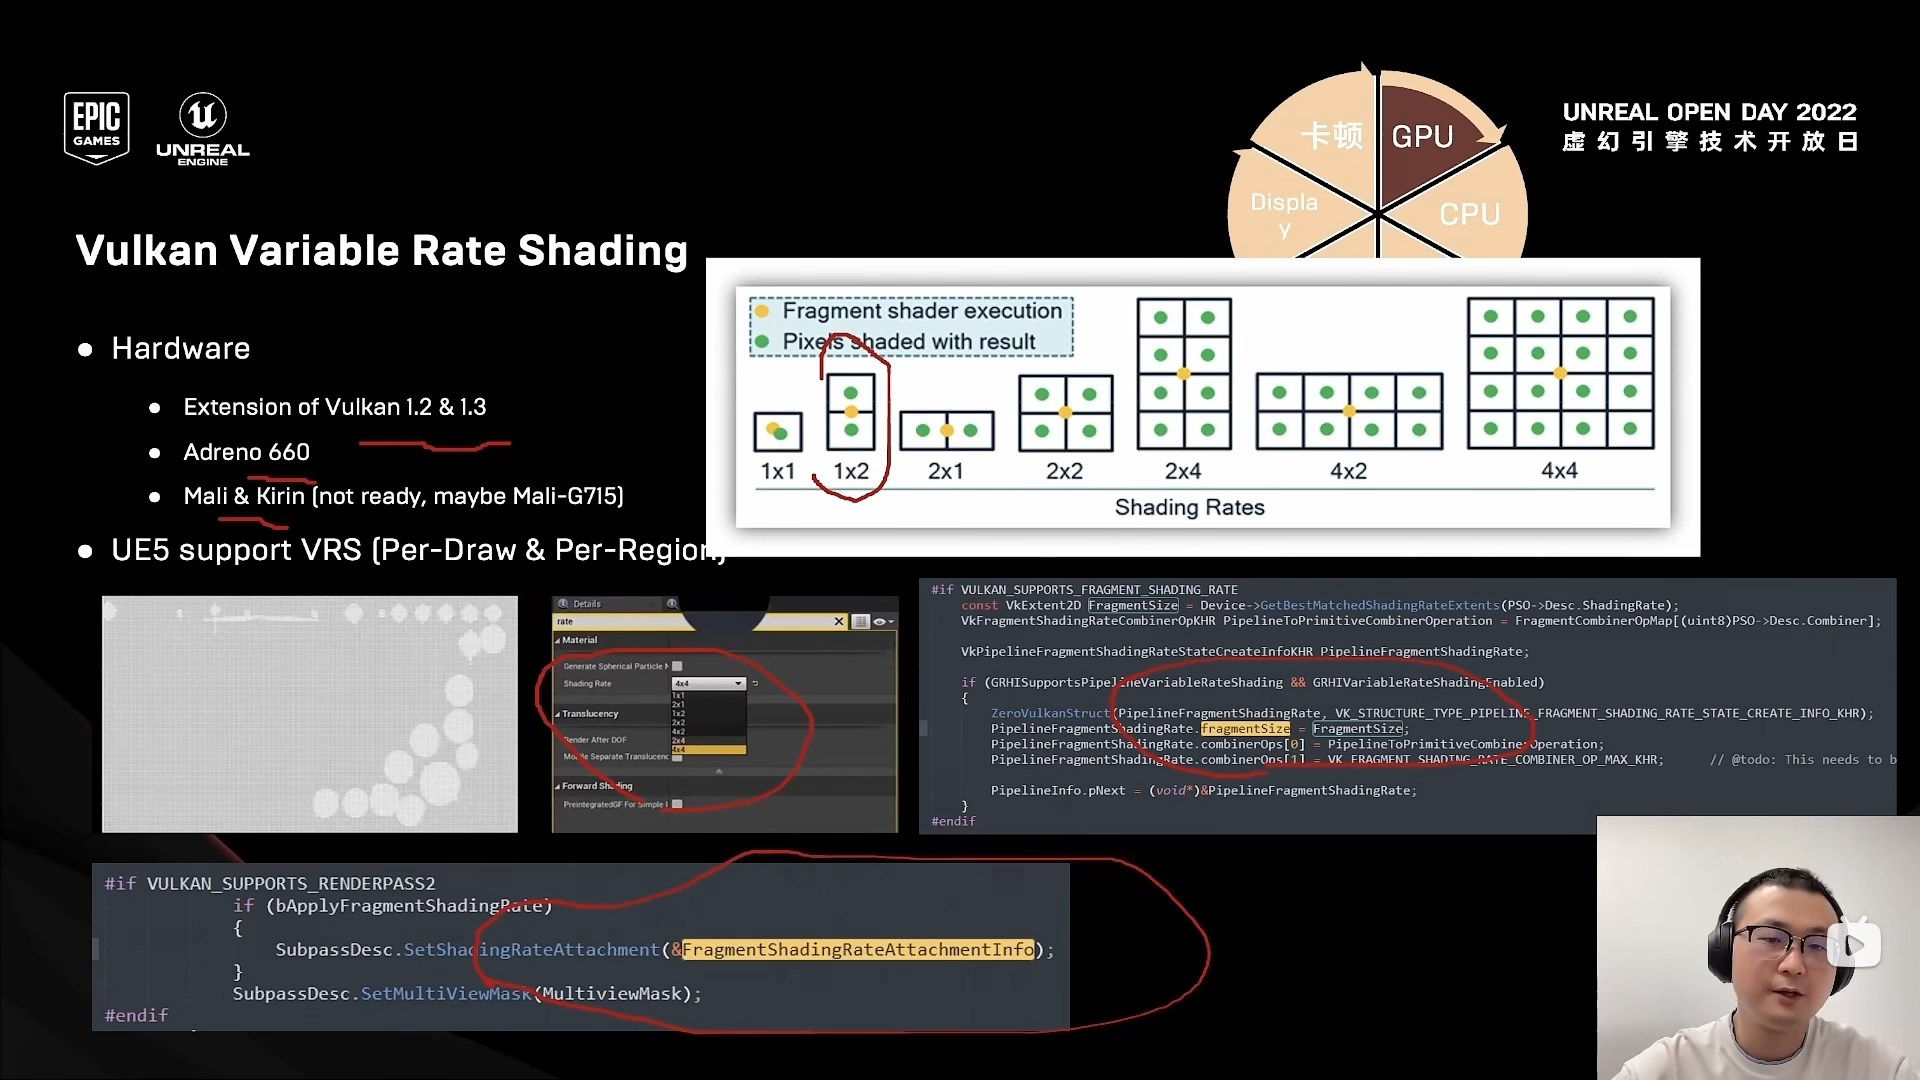 EPIC
GAMES
UNREAL
ENGINE
卡顿
GPU
Displa
y
CPU
UNREAL OPEN DAY 2022
虚幻引擎技术开放日
Vulkan Variable Rate Shading
Hardware
Extension of Vulkan 1.2 & 1.3
Adreno 660
Mali & Kirin (not ready, maybe Mali-G715)
UE5 support VRS (Per-Draw & Per-Region)
Fragment shader execution
Pixels shaded with result
1x1
1x2
2x1
2x2
2x4
4x2
4x4
Shading Rates
Details
rate
Material
Generate Spherical Particle N
Shading Rate
4x4
1x1
2x1
1x2
2x2
4x2
2x4
4x4
Translucency
Render After DOF
Mobile Separate Translucenc
Forward Shading
PreintegratedGF For Simple I
#if VULKAN_SUPPORTS_FRAGMENT_SHADING_RATE
const VkExtent2D FragmentSize = Device->GetBestMatchedShadingRateExtents(PSO->Desc.ShadingRate);
VkFragmentShadingRateCombinerOpKHR PipelineToPrimitiveCombinerOperation = FragmentCombinerOpMap[(uint8)PSO->Desc.Combiner];
VkPipelineFragmentShadingRateStateCreateInfoKHR PipelineFragmentShadingRate;
if (GRHISupportsPipelineVariableRateShading && GRHIVariableRateShadingEnabled)
{
ZeroVulkanStruct(PipelineFragmentShadingRate, VK_STRUCTURE_TYPE_PIPELINE_FRAGMENT_SHADING_RATE_STATE_CREATE_INFO_KHR);
PipelineFragmentShadingRate.fragmentSize = FragmentSize;
PipelineFragmentShadingRate.combinerOps[0] = PipelineToPrimitiveCombinerOperation;
PipelineFragmentShadingRate.combinerOps[1] = VK_FRAGMENT_SHADING_RATE_COMBINER_OP_MAX_KHR; // @todo: This needs to b
PipelineInfo.pNext = (void*)&PipelineFragmentShadingRate;
}
#endif
#if VULKAN_SUPPORTS_RENDERPASS2
if (bApplyFragmentShadingRate)
{
SubpassDesc.SetShadingRateAttachment(&FragmentShadingRateAttachmentInfo);
}
SubpassDesc.SetMultiViewMask(MultiviewMask);
#endif